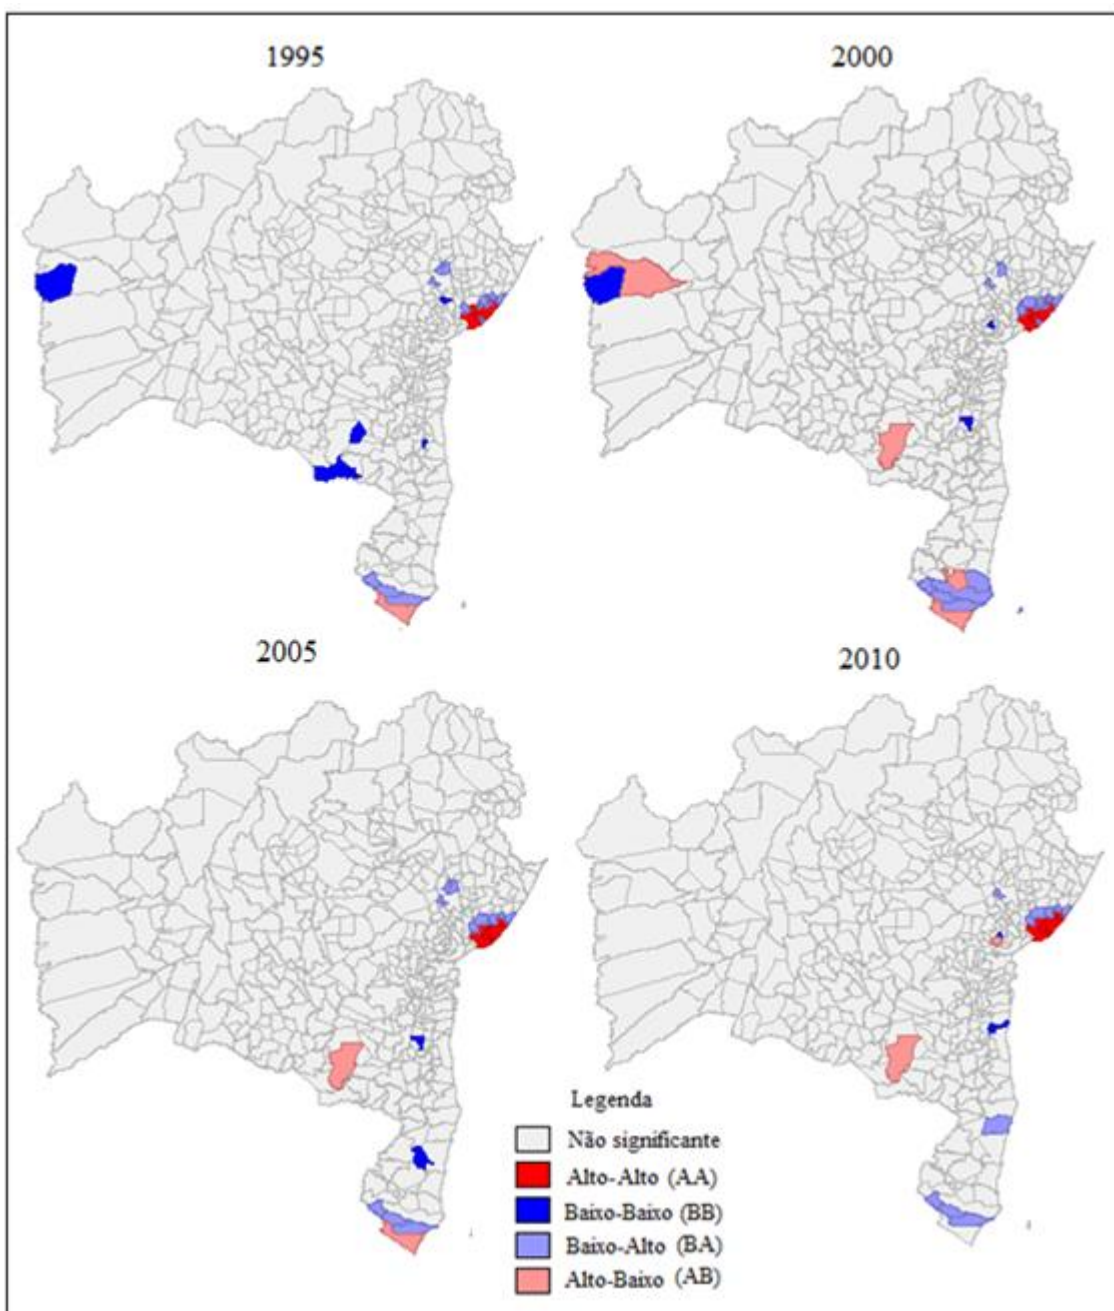 1995
2000
2005
2010
Legenda
Não significante
Alto-Alto (AA)
Baixo-Baixo (BB)
Baixo-Alto (BA)
Alto-Baixo (AB)